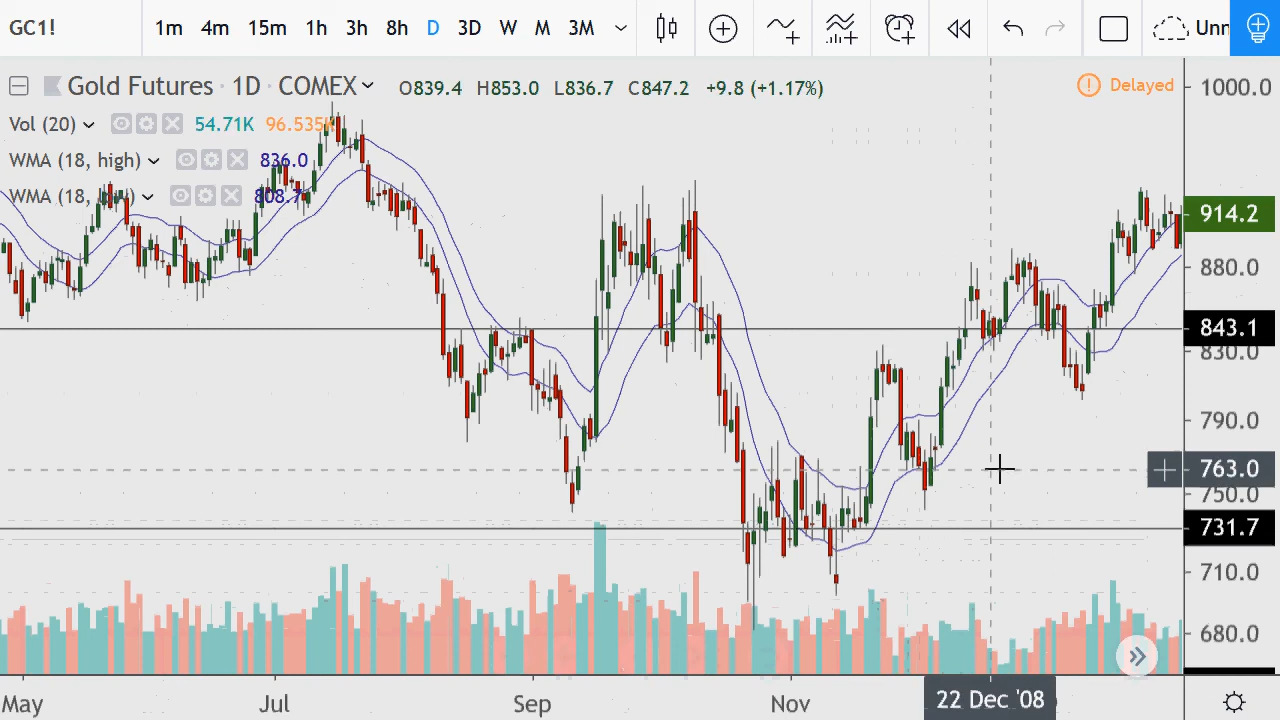 GC1! 1m 4m 15m 1h 3h 8h D 3D W M 3M Unn
Gold Futures · 1D · COMEX O839.4 H853.0 L836.7 C847.2 +9.8 (+1.17%) Delayed 1000.0
Vol (20) 54.71K 96.535K
WMA (18, high) 836.0
WMA (18, 808.7
914.2
880.0
843.1
830.0
790.0
763.0
750.0
731.7
710.0
680.0
May Jul Sep Nov 22 Dec '08